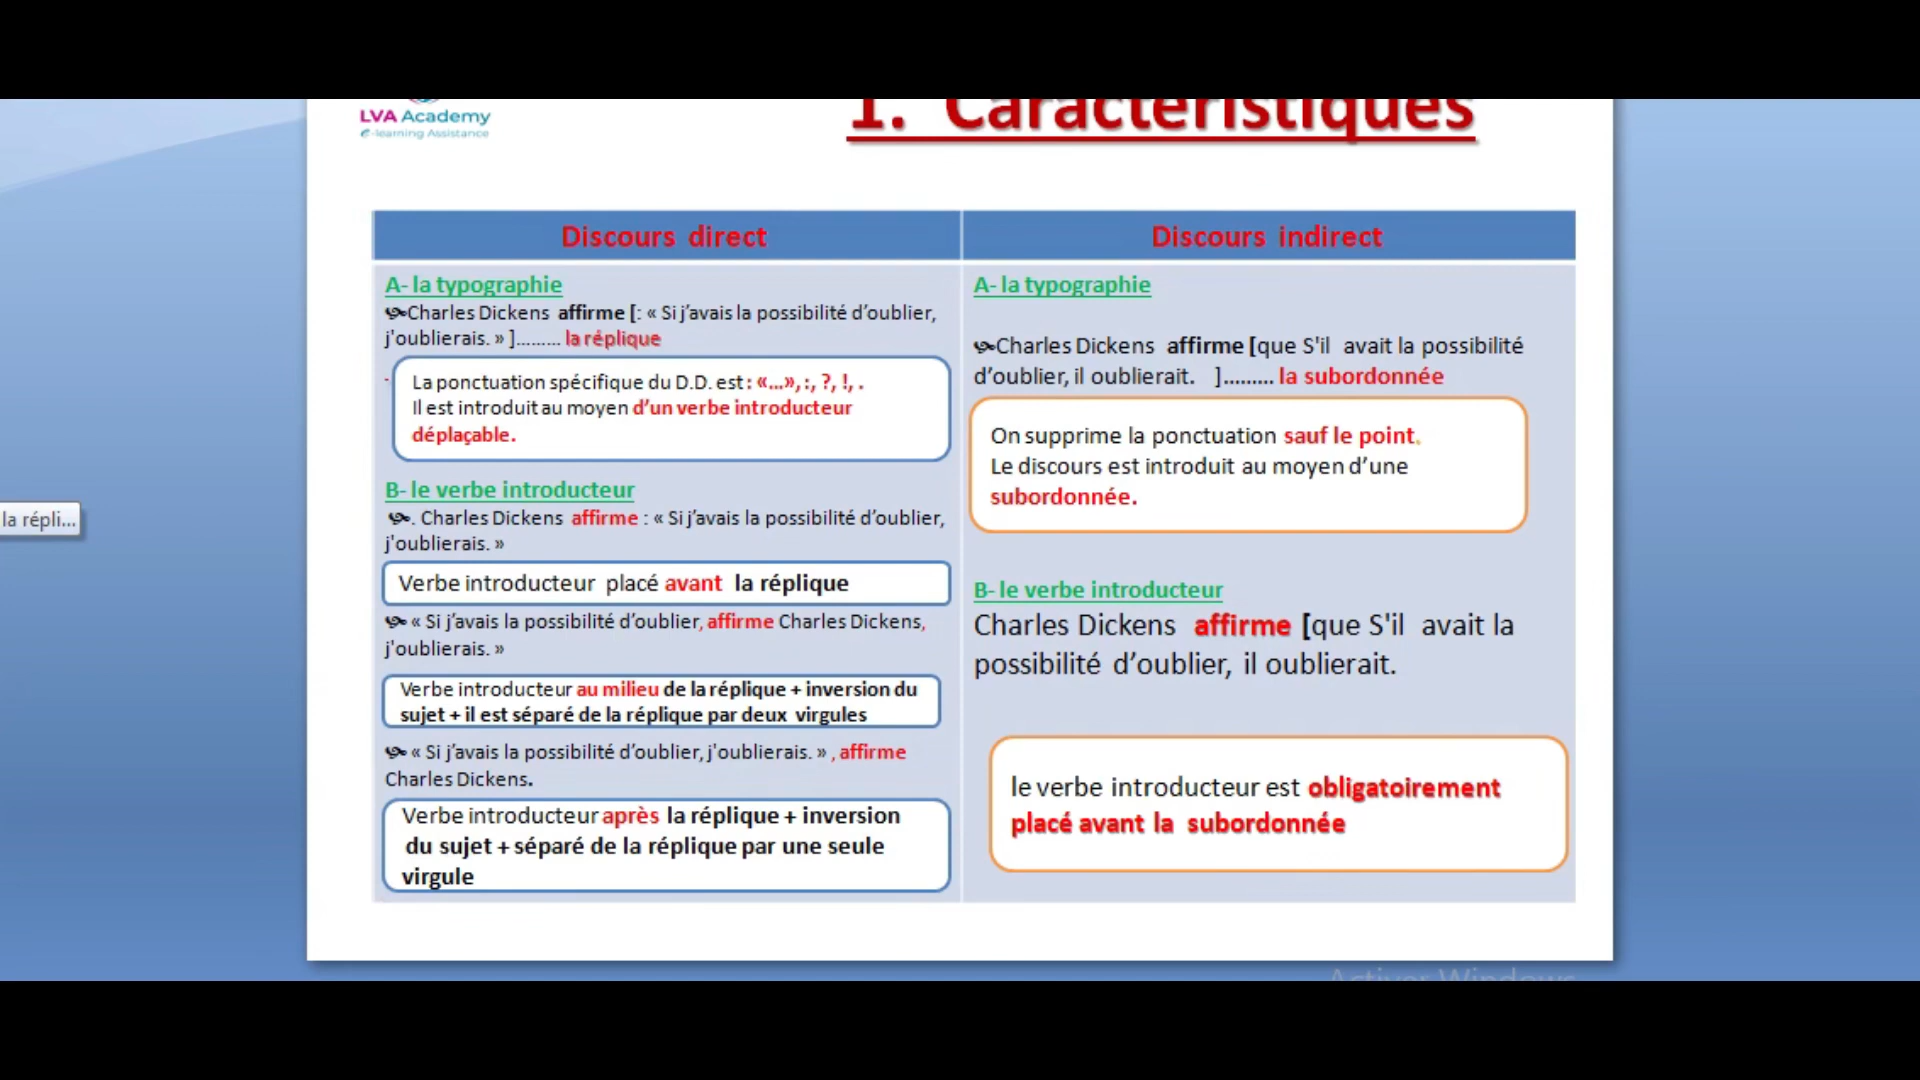 LVA Academy
e-learning Assistance
1. Caractéristiques
Discours direct
A- la typographie
Charles Dickens affirme [: « Si j’avais la possibilité d’oublier,
j'oublierais. » ]......... la réplique
La ponctuation spécifique du D.D. est : «...», :, ?, !, .
Il est introduit au moyen d’un verbe introducteur
déplaçable.
B- le verbe introducteur
. Charles Dickens affirme : « Si j’avais la possibilité d’oublier,
j'oublierais. »
Verbe introducteur placé avant la réplique
« Si j’avais la possibilité d’oublier, affirme Charles Dickens,
j'oublierais. »
Verbe introducteur au milieu de la réplique + inversion du
sujet + il est séparé de la réplique par deux virgules
« Si j’avais la possibilité d’oublier, j'oublierais. » , affirme
Charles Dickens.
Verbe introducteur après la réplique + inversion
du sujet + séparé de la réplique par une seule
virgule
Discours indirect
A- la typographie
Charles Dickens affirme [que S'il avait la possibilité
d’oublier, il oublierait. ]......... la subordonnée
On supprime la ponctuation sauf le point.
Le discours est introduit au moyen d’une
subordonnée.
B- le verbe introducteur
Charles Dickens affirme [que S'il avait la
possibilité d’oublier, il oublierait.
le verbe introducteur est obligatoirement
placé avant la subordonnée
la répli...
Activer Windows